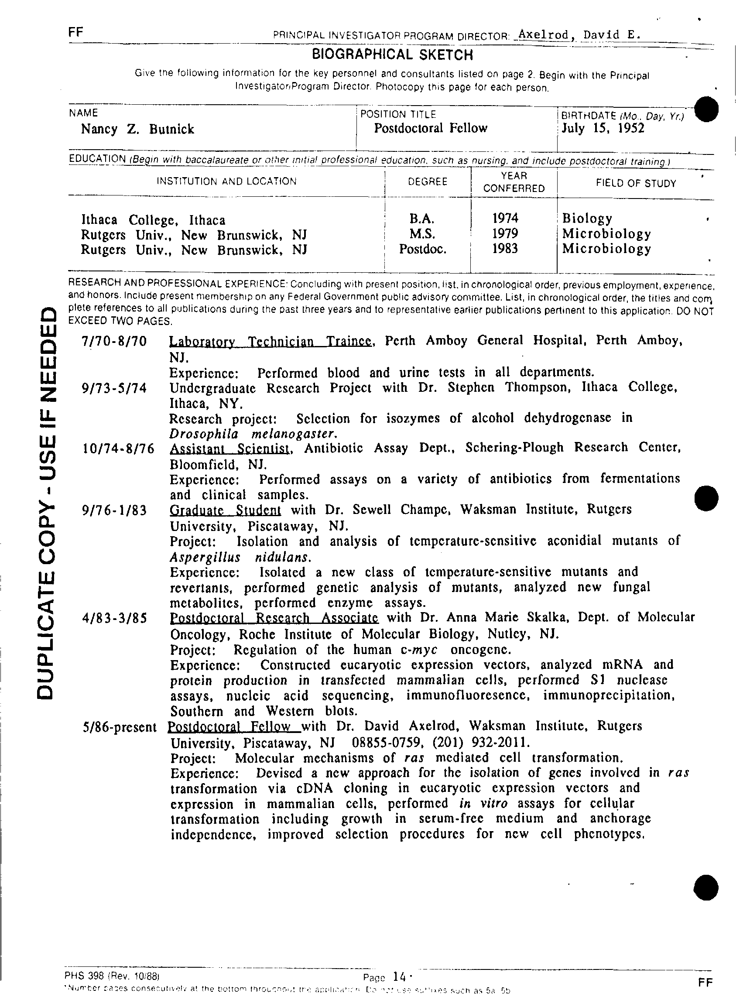 FF
PRINCIPAL INVESTIGATOR PROGRAM DIRECTOR: Axelrod, David E.
BIOGRAPHICAL SKETCH
Give the following information for the key personnel and consultants listed on page 2. Begin with the Principal
Investigator/Program Director. Photocopy this page for each person.
NAME
Nancy Z. Butnick
POSITION TITLE
Postdoctoral Fellow
BIRTHDATE (Mo., Day, Yr.)
July 15, 1952
EDUCATION (Begin with baccalaureate or other initial professional education, such as nursing, and include postdoctoral training.)
INSTITUTION AND LOCATION DEGREE YEAR CONFERRED FIELD OF STUDY
Ithaca College, Ithaca B.A. 1974 Biology
Rutgers Univ., New Brunswick, NJ M.S. 1979 Microbiology
Rutgers Univ., New Brunswick, NJ Postdoc. 1983 Microbiology
RESEARCH AND PROFESSIONAL EXPERIENCE: Concluding with present position, list, in chronological order, previous employment, experience,
and honors. Include present membership on any Federal Government public advisory committee. List, in chronological order, the titles and com
plete references to all publications during the past three years and to representative earlier publications pertinent to this application. DO NOT
EXCEED TWO PAGES.
DUPLICATE COPY - USE IF NEEDED
7/70-8/70 Laboratory Technician Trainee, Perth Amboy General Hospital, Perth Amboy,
NJ.
Experience: Performed blood and urine tests in all departments.
9/73-5/74 Undergraduate Research Project with Dr. Stephen Thompson, Ithaca College,
Ithaca, NY.
Research project: Selection for isozymes of alcohol dehydrogenase in
Drosophila melanogaster.
10/74-8/76 Assistant Scientist, Antibiotic Assay Dept., Schering-Plough Research Center,
Bloomfield, NJ.
Experience: Performed assays on a variety of antibiotics from fermentations
and clinical samples.
9/76-1/83 Graduate Student with Dr. Sewell Champe, Waksman Institute, Rutgers
University, Piscataway, NJ.
Project: Isolation and analysis of temperature-sensitive aconidial mutants of
Aspergillus nidulans.
Experience: Isolated a new class of temperature-sensitive mutants and
revertants, performed genetic analysis of mutants, analyzed new fungal
metabolites, performed enzyme assays.
4/83-3/85 Postdoctoral Research Associate with Dr. Anna Marie Skalka, Dept. of Molecular
Oncology, Roche Institute of Molecular Biology, Nutley, NJ.
Project: Regulation of the human c-myc oncogene.
Experience: Constructed eucaryotic expression vectors, analyzed mRNA and
protein production in transfected mammalian cells, performed S1 nuclease
assays, nucleic acid sequencing, immunofluoresence, immunoprecipitation,
Southern and Western blots.
5/86-present Postdoctoral Fellow with Dr. David Axelrod, Waksman Institute, Rutgers
University, Piscataway, NJ 08855-0759, (201) 932-2011.
Project: Molecular mechanisms of ras mediated cell transformation.
Experience: Devised a new approach for the isolation of genes involved in ras
transformation via cDNA cloning in eucaryotic expression vectors and
expression in mammalian cells, performed in vitro assays for cellular
transformation including growth in serum-free medium and anchorage
independence, improved selection procedures for new cell phenotypes.
PHS 398 (Rev. 10/88) Page 14
*Number pages consecutively at the bottom throughout the application. Do not use suffixes such as 5a, 5b.
FF